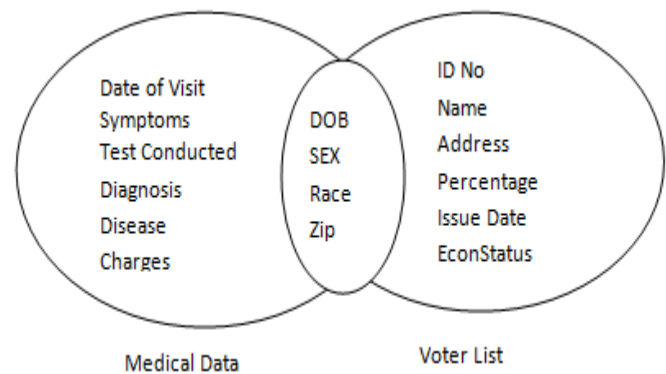 Date of Visit
Symptoms
Test Conducted
Diagnosis
Disease
Charges
DOB
SEX
Race
Zip
ID No
Name
Address
Percentage
Issue Date
EconStatus
Medical Data
Voter List